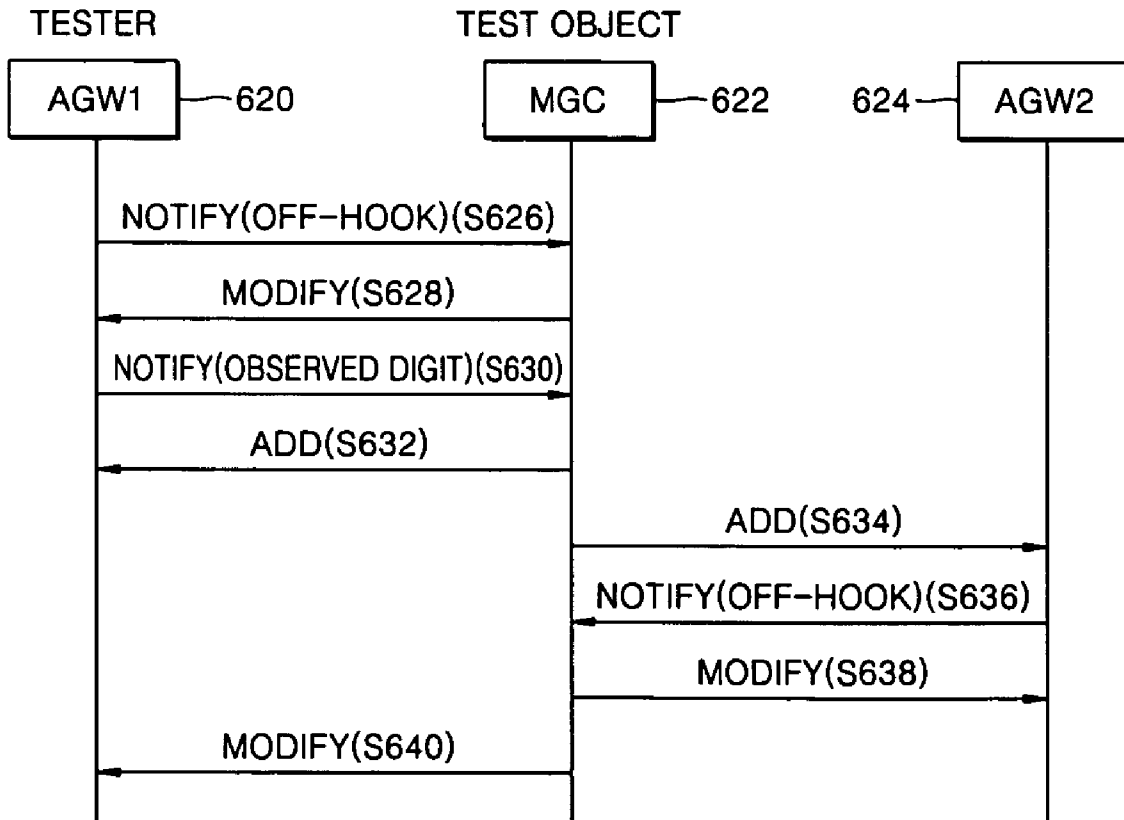 TESTER
TEST OBJECT
AGW1
620
MGC
622
624
AGW2
NOTIFY(OFF-HOOK)(S626)
MODIFY(S628)
NOTIFY(OBSERVED DIGIT)(S630)
ADD(S632)
ADD(S634)
NOTIFY(OFF-HOOK)(S636)
MODIFY(S638)
MODIFY(S640)